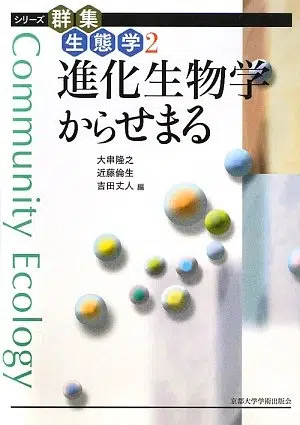 シリーズ 群集
生態学2
進化生物学
からせまる
大串隆之
近藤倫生
吉田丈人 編
Community Ecology
京都大学学術出版会